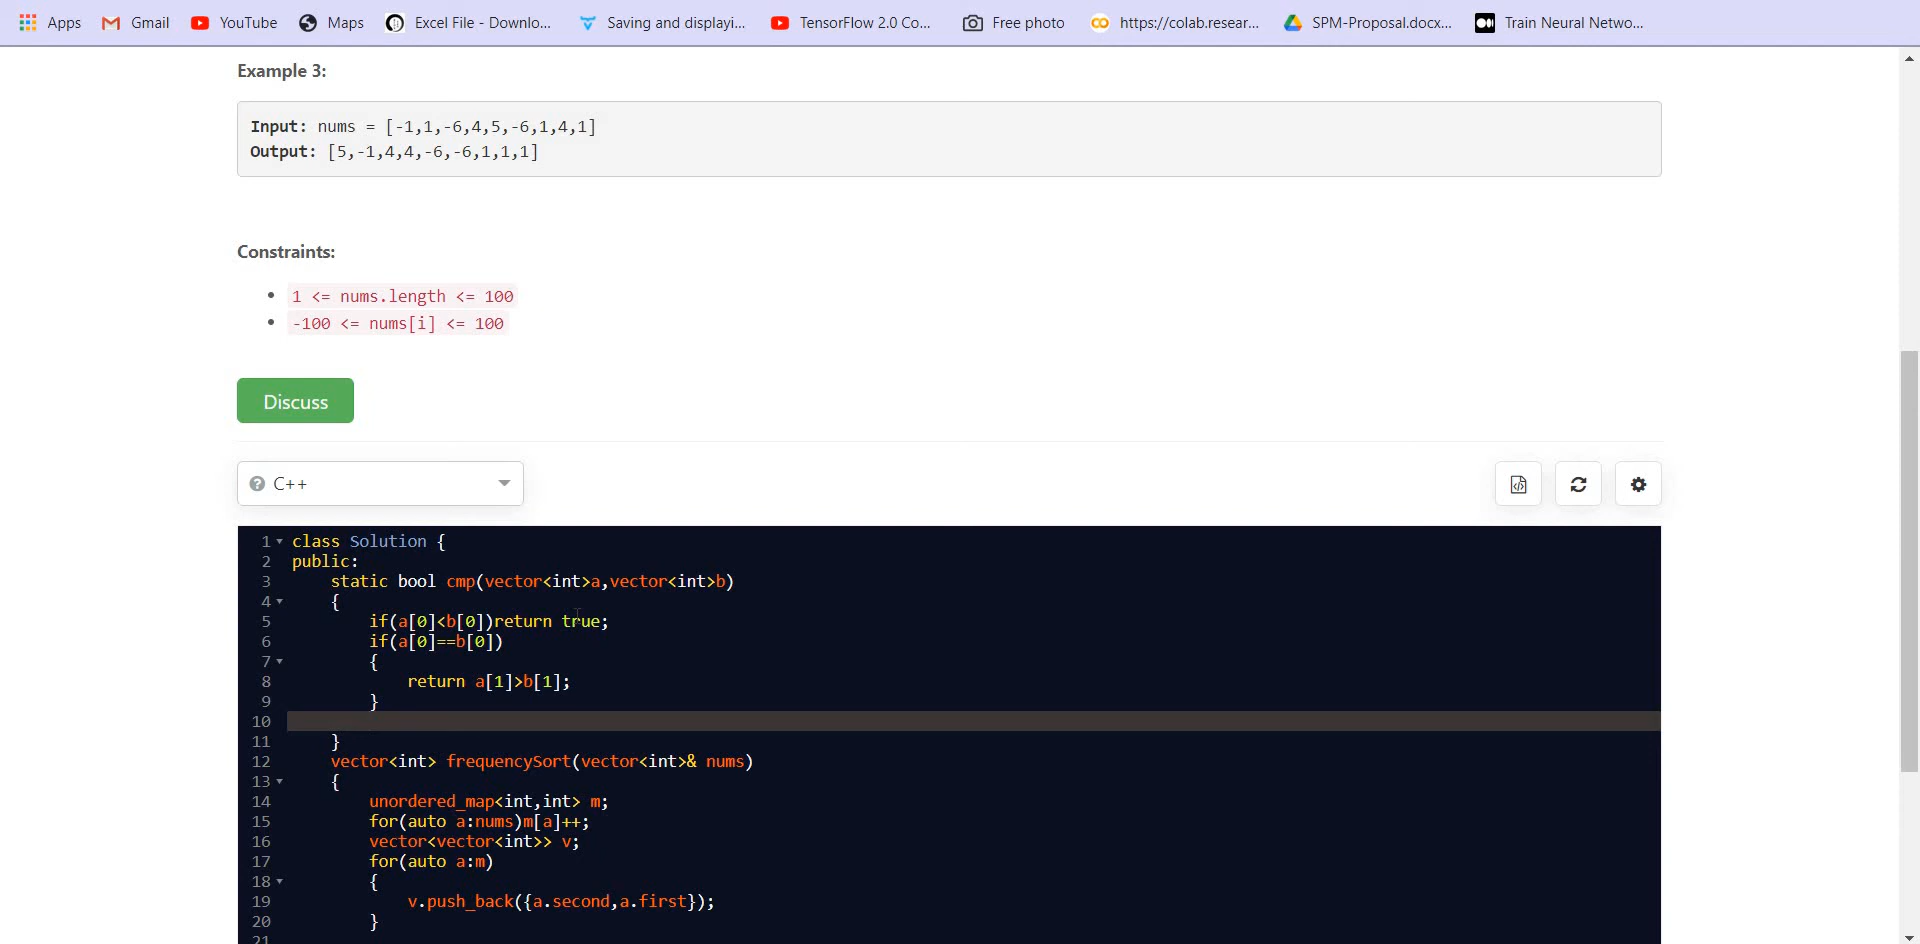 Apps Gmail YouTube Maps Excel File - Downlo... Saving and displayi... TensorFlow 2.0 Co... Free photo https://colab.resear... SPM-Proposal.docx... Train Neural Netwo...
Example 3:
Input: nums = [-1,1,-6,4,5,-6,1,4,1]
Output: [5,-1,4,4,-6,-6,1,1,1]
Constraints:
1 <= nums.length <= 100
-100 <= nums[i] <= 100
Discuss
C++
1 class Solution {
2 public:
3 static bool cmp(vector<int>a,vector<int>b)
4 {
5 if(a[0]<b[0])return true;
6 if(a[0]==b[0])
7 {
8 return a[1]>b[1];
9 }
10
11 }
12 vector<int> frequencySort(vector<int>& nums)
13 {
14 unordered_map<int,int> m;
15 for(auto a:nums)m[a]++;
16 vector<vector<int>> v;
17 for(auto a:m)
18 {
19 v.push_back({a.second,a.first});
20 }
21